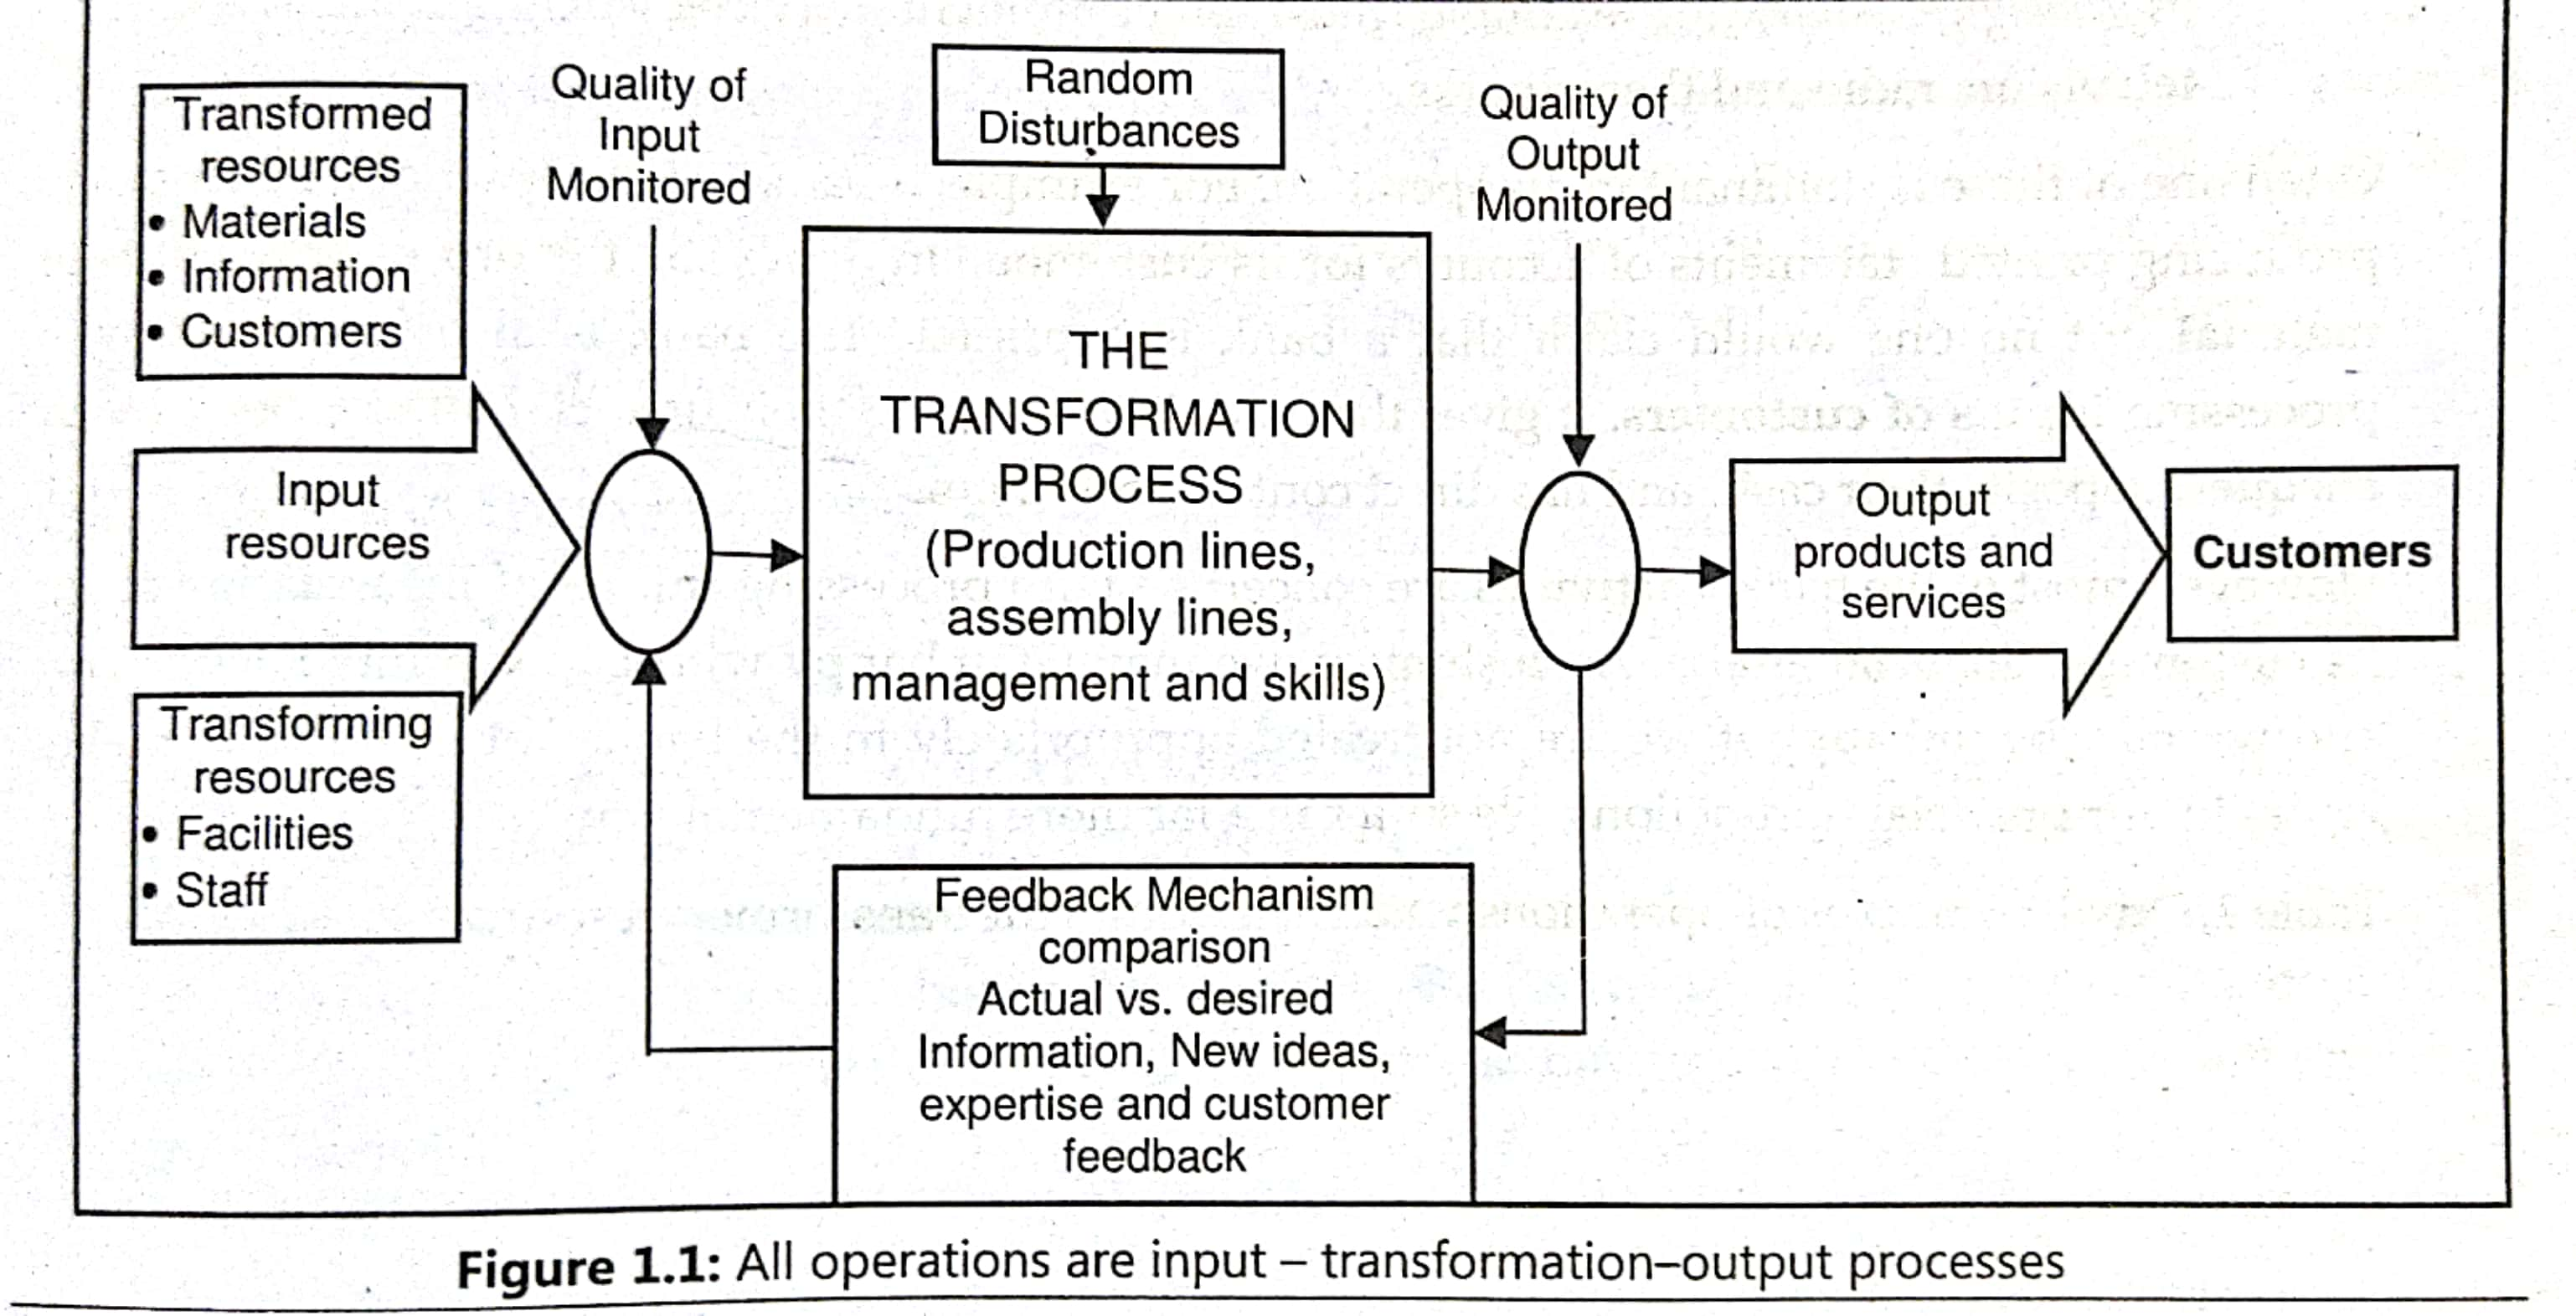 Transformed
resources
• Materials
• Information
• Customers
Quality of
Input
Monitored
Random
Disturbances
Quality of
Output
Monitored
Input
resources
THE
TRANSFORMATION
PROCESS
(Production lines,
assembly lines,
management and skills)
Output
products and
services
Customers
Transforming
resources
• Facilities
• Staff
Feedback Mechanism
comparison
Actual vs. desired
Information, New ideas,
expertise and customer
feedback
Figure 1.1: All operations are input – transformation–output processes